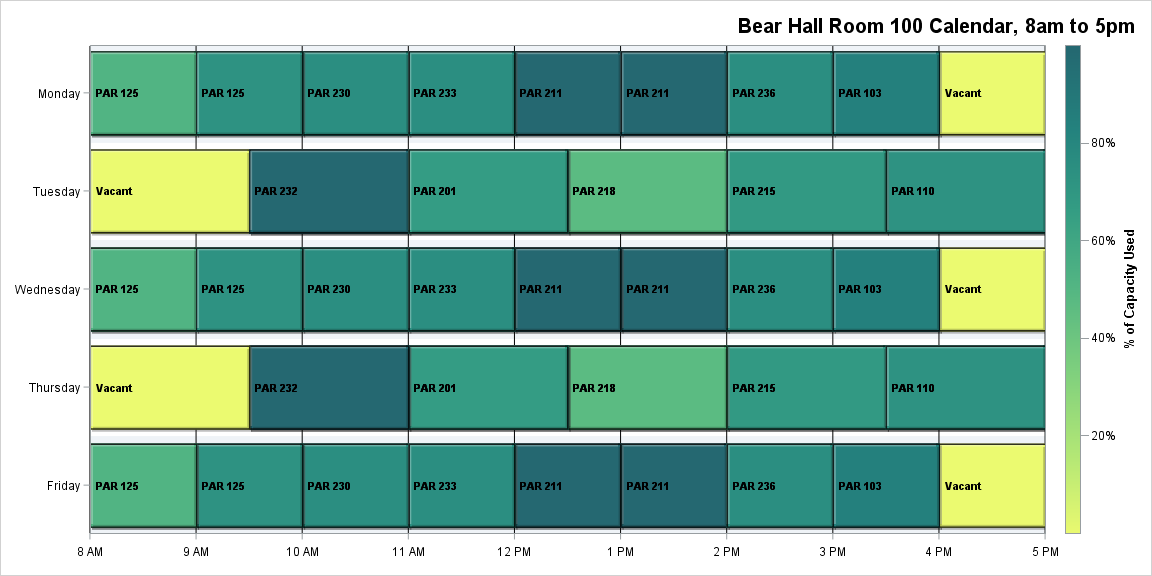 Bear Hall Room 100 Calendar, 8am to 5pm
Monday PAR 125 PAR 125 PAR 230 PAR 233 PAR 211 PAR 211 PAR 236 PAR 103 Vacant
80%
Tuesday Vacant PAR 232 PAR 201 PAR 218 PAR 215 PAR 110
60%
Wednesday PAR 125 PAR 125 PAR 230 PAR 233 PAR 211 PAR 211 PAR 236 PAR 103 Vacant
% of Capacity Used
40%
Thursday Vacant PAR 232 PAR 201 PAR 218 PAR 215 PAR 110
20%
Friday PAR 125 PAR 125 PAR 230 PAR 233 PAR 211 PAR 211 PAR 236 PAR 103 Vacant
8 AM 9 AM 10 AM 11 AM 12 PM 1 PM 2 PM 3 PM 4 PM 5 PM